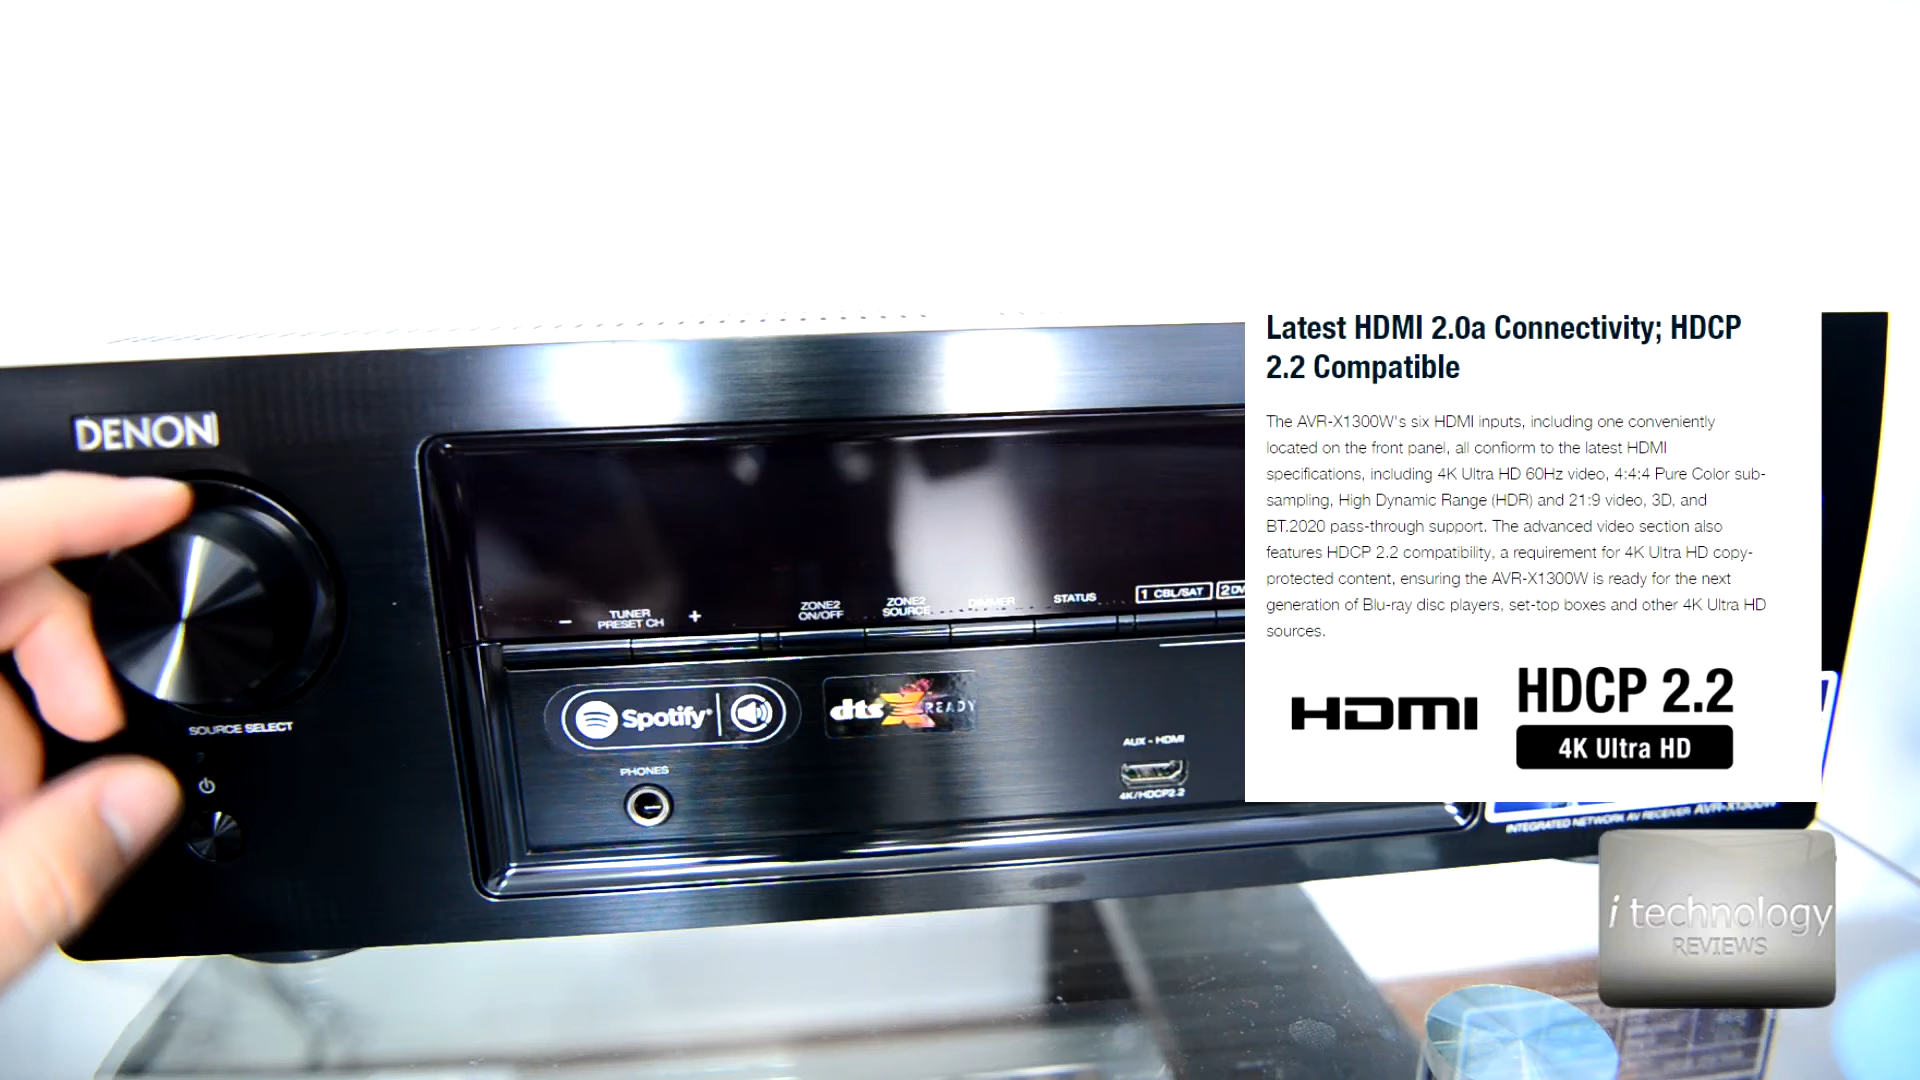 Latest HDMI 2.0a Connectivity; HDCP
2.2 Compatible
The AVR-X1300W's six HDMI inputs, including one conveniently
located on the front panel, all confiorm to the latest HDMI
specifications, including 4K Ultra HD 60Hz video, 4:4:4 Pure Color sub-
sampling, High Dynamic Range (HDR) and 21:9 video, 3D, and
BT.2020 pass-through support. The advanced video section also
features HDCP 2.2 compatibility, a requirement for 4K Ultra HD copy-
protected content, ensuring the AVR-X1300W is ready for the next
generation of Blu-ray disc players, set-top boxes and other 4K Ultra HD
sources.
HDMI
HDCP 2.2
4K Ultra HD
DENON
SOURCE SELECT
- TUNER PRESET CH +
ZONE2 ON/OFF
ZONE2 SOURCE
DIMMER
STATUS
1 CBL/SAT
2 DV
Spotify
dts X READY
PHONES
AUX - HDMI
4K/HDCP2.2
INTEGRATED NETWORK AV RECEIVER AVR-X1300W
i technology
REVIEWS